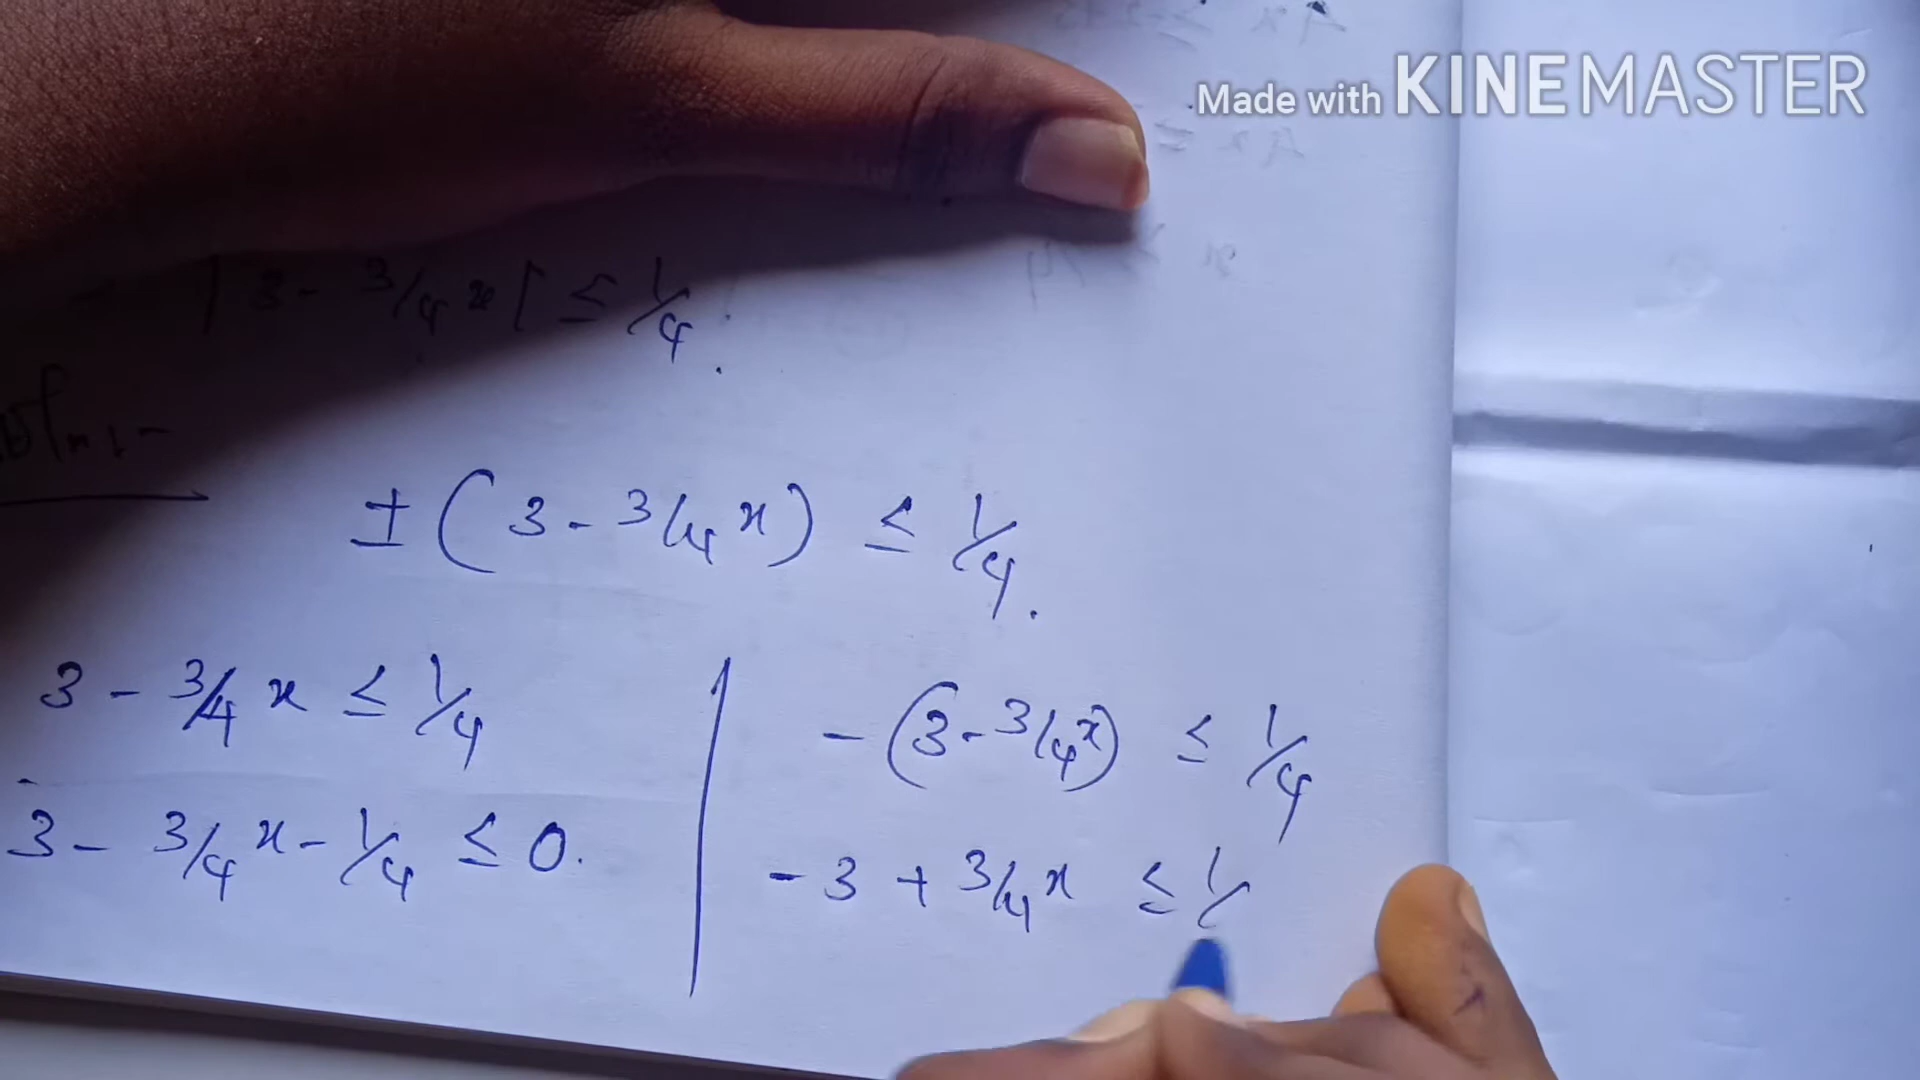 Made with KINEMASTER
|3 - 3/4 x| ≤ 1/4.
± (3 - 3/4 x) ≤ 1/4.
3 - 3/4 x ≤ 1/4
3 - 3/4 x - 1/4 ≤ 0.
- (3 - 3/4 x) ≤ 1/4
- 3 + 3/4 x ≤ 1/